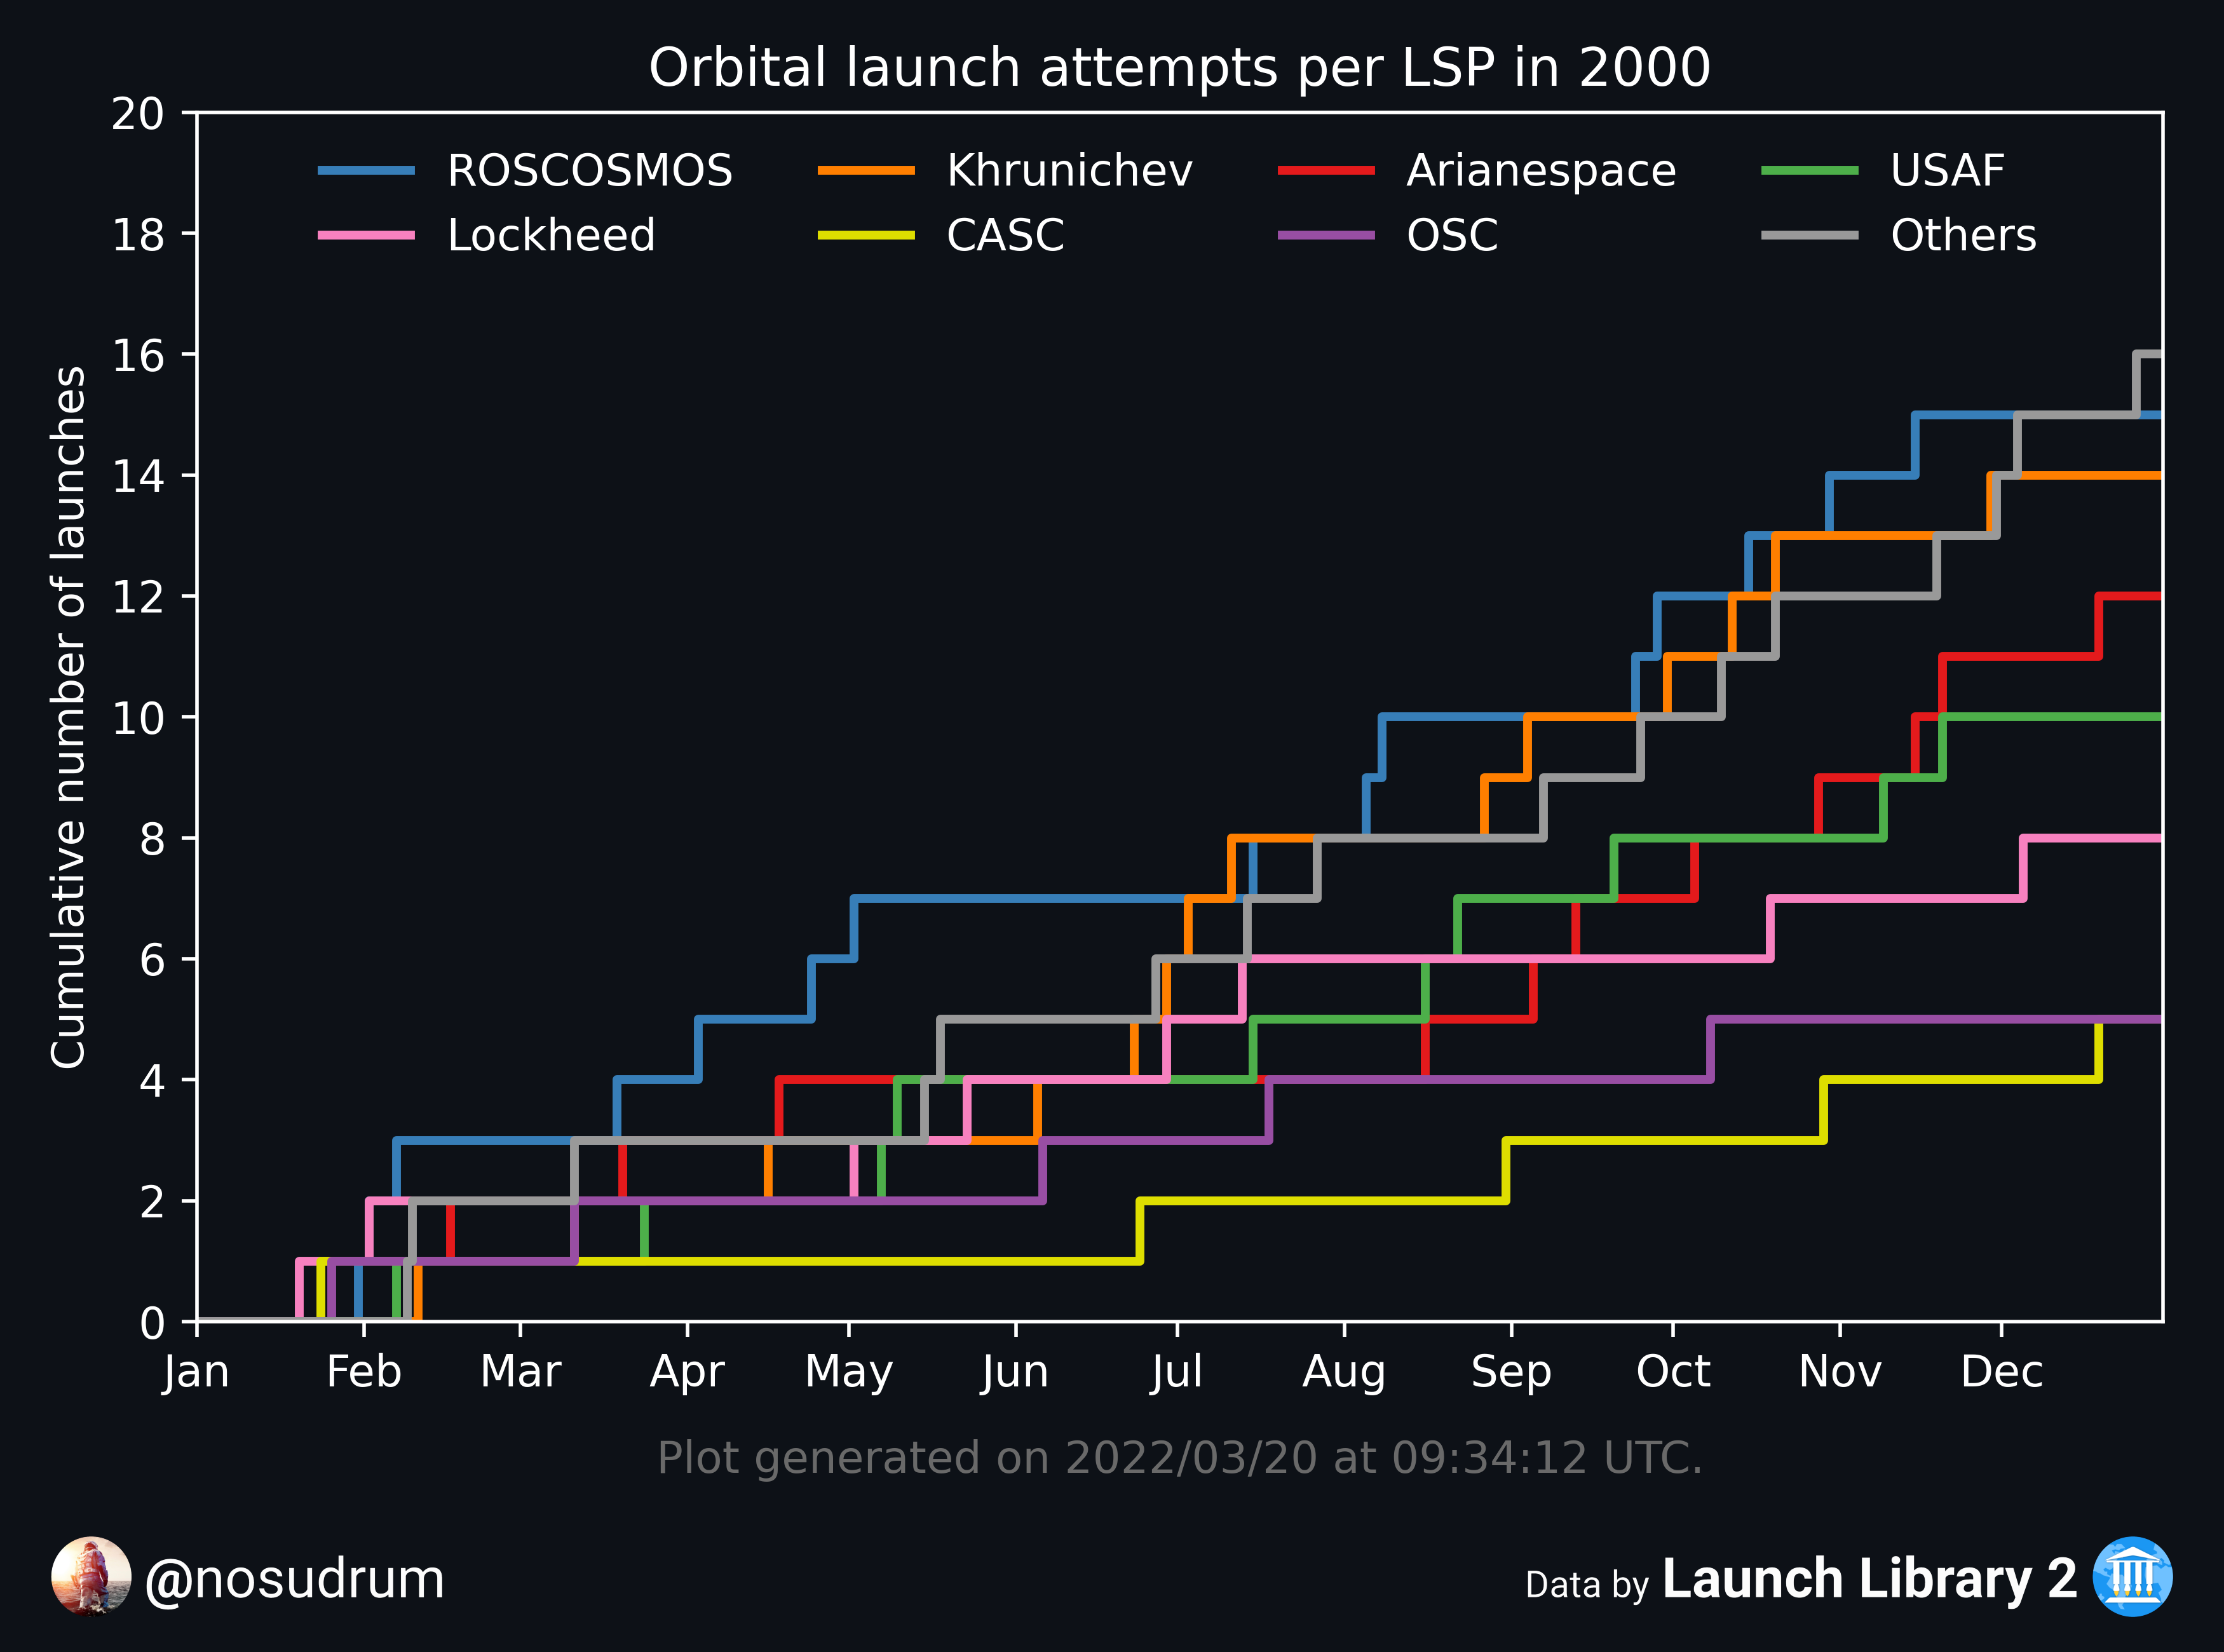 Orbital launch attempts per LSP in 2000
20
18
16
14
12
10
8
6
4
2
0
Cumulative number of launches
ROSCOSMOS Khrunichev Arianespace USAF
Lockheed CASC OSC Others
Jan Feb Mar Apr May Jun Jul Aug Sep Oct Nov Dec
Plot generated on 2022/03/20 at 09:34:12 UTC.
@nosudrum
Data by Launch Library 2